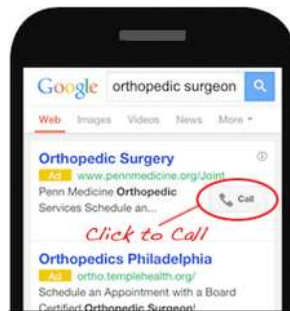 Google orthopedic surgeon
Web Images Videos News More
Orthopedic Surgery
Ad www.pennmedicine.org/Joint
Penn Medicine Orthopedic
Services Schedule an...
Call
Click to Call
Orthopedics Philadelphia
Ad ortho.templehealth.org/
Schedule an Appointment with a Board
Certified Orthopedic Surgeon!